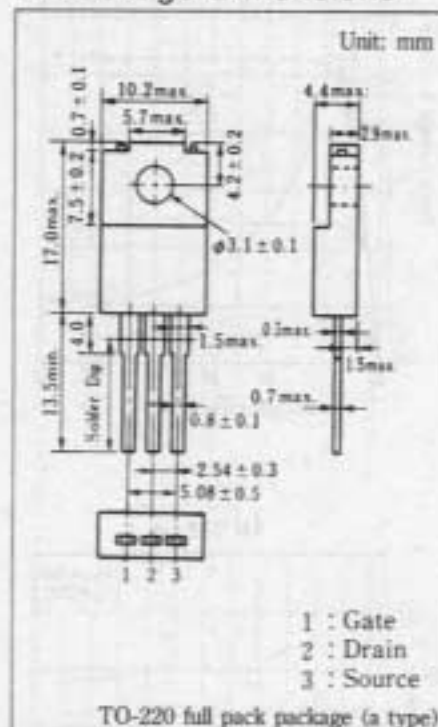 Unit: mm
10.2max.
5.7max.
4.4max.
2.9max.
0.7±0.1
4.2±0.2
7.5±0.2
17.0max.
φ3.1±0.1
4.0
1.5max.
13.5min.
Solder Dip
0.8±0.1
2.54±0.3
5.08±0.5
1.5max.
0.7max.
1 2 3
1 : Gate
2 : Drain
3 : Source
TO-220 full pack package (a type)